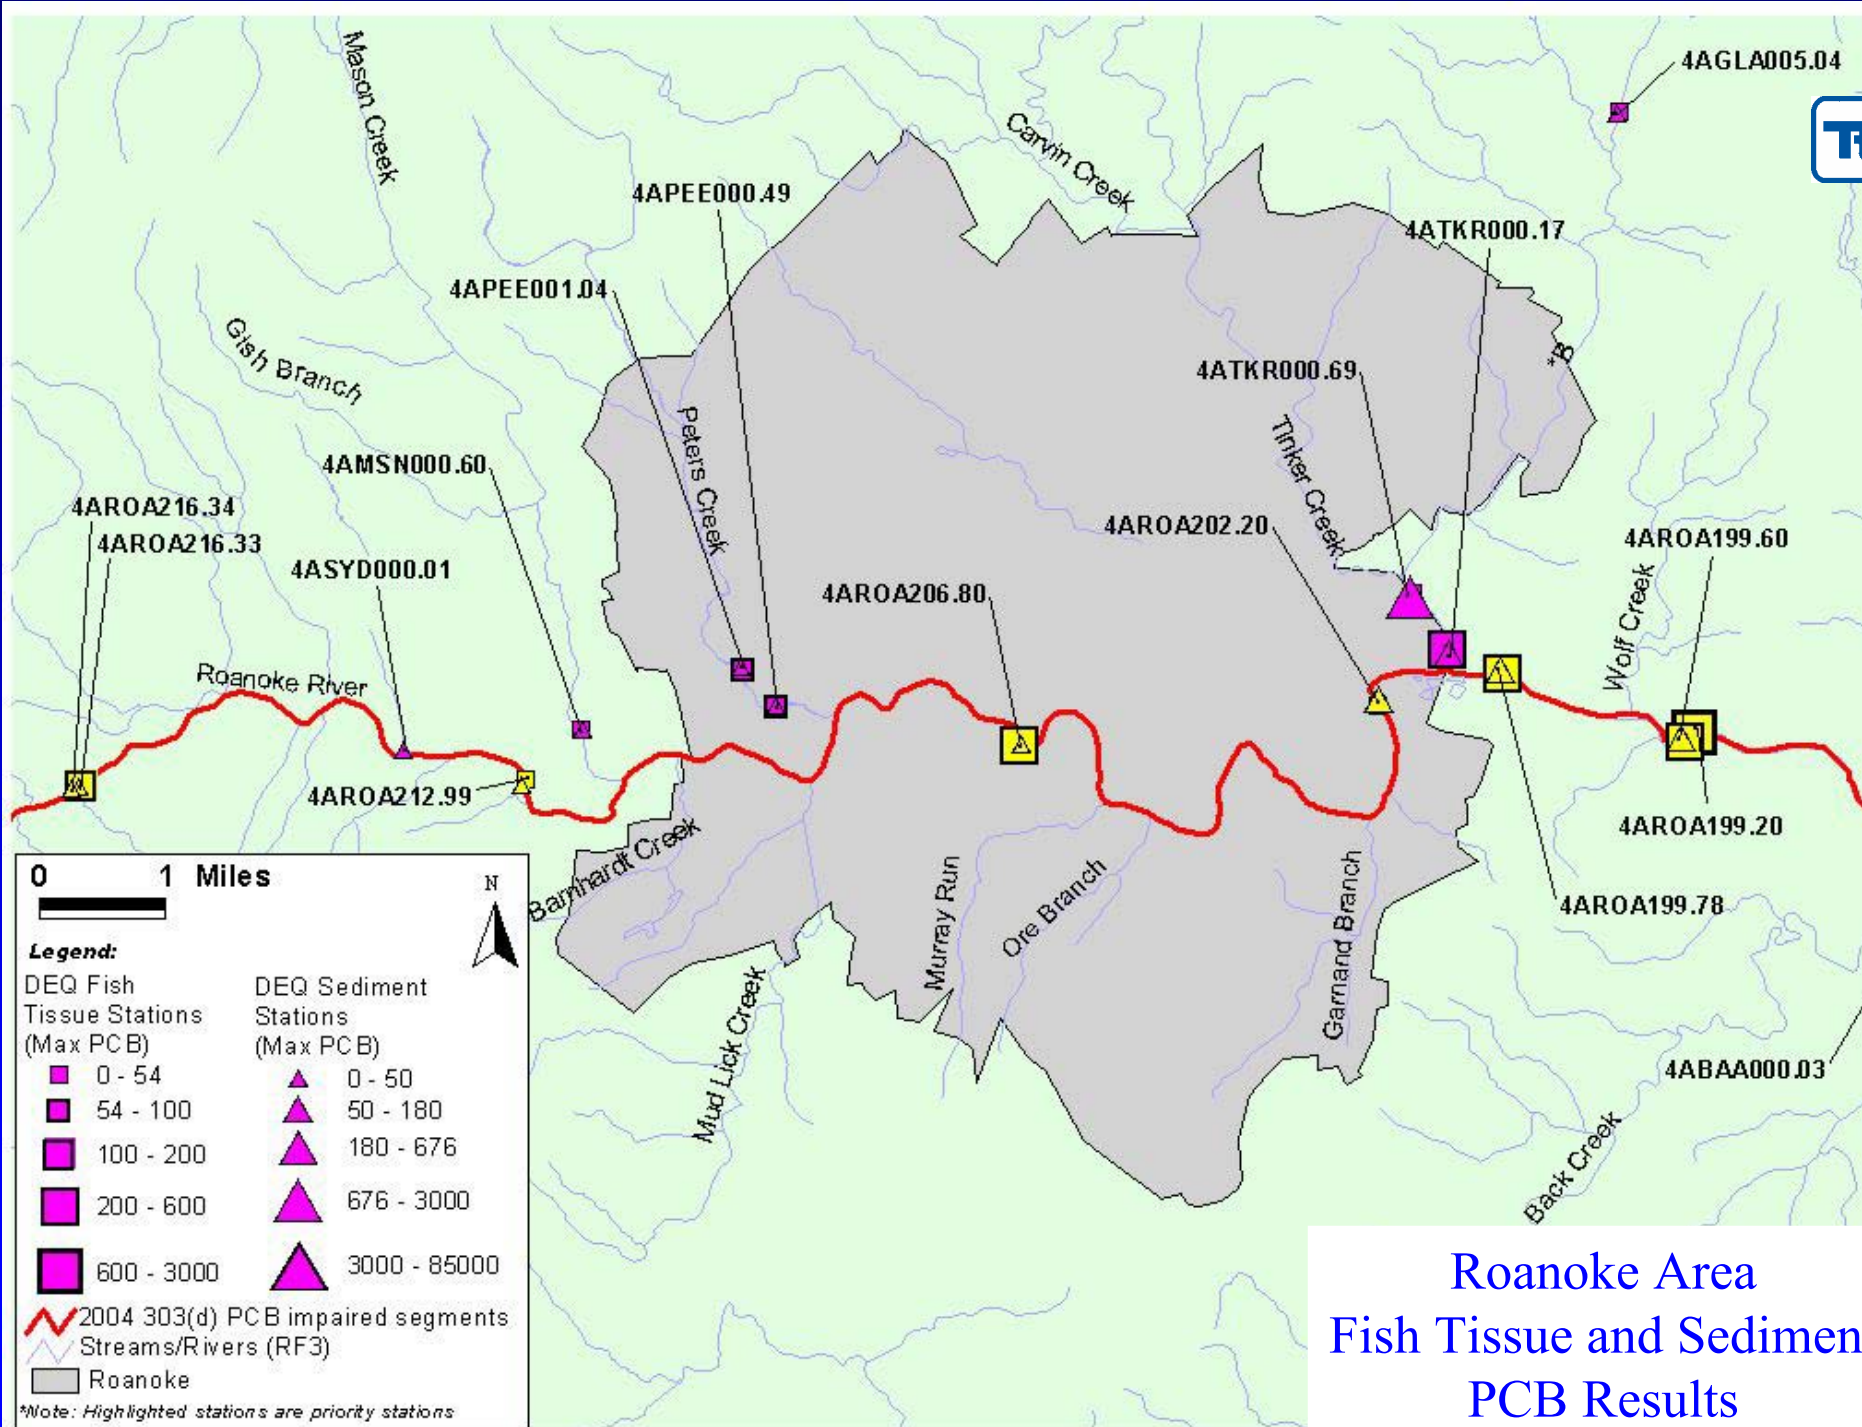 4AGLA005.04
Mason Creek
Carvin Creek
4APEE000.49
4ATKR000.17
4APEE001.04
Gish Branch
*B
4ATKR000.69
Peters Creek
Tinker Creek
4AMSN000.60
4AROA216.34
4AROA216.33
4AROA202.20
4AROA199.60
4ASYD000.01
4AROA206.80
Wolf Creek
Roanoke River
4AROA212.99
4AROA199.20
Barnhardt Creek
Murray Run
Ore Branch
Garnand Branch
4AROA199.78
Mud Lick Creek
4ABAA000.03
Back Creek
0 1 Miles
N
Legend:
DEQ Fish
Tissue Stations
(Max PCB)
0 - 54
54 - 100
100 - 200
200 - 600
600 - 3000
DEQ Sediment
Stations
(Max PCB)
0 - 50
50 - 180
180 - 676
676 - 3000
3000 - 85000
2004 303(d) PCB impaired segments
Streams/Rivers (RF3)
Roanoke
*Note: Highlighted stations are priority stations
Roanoke Area
Fish Tissue and Sedimen
PCB Results